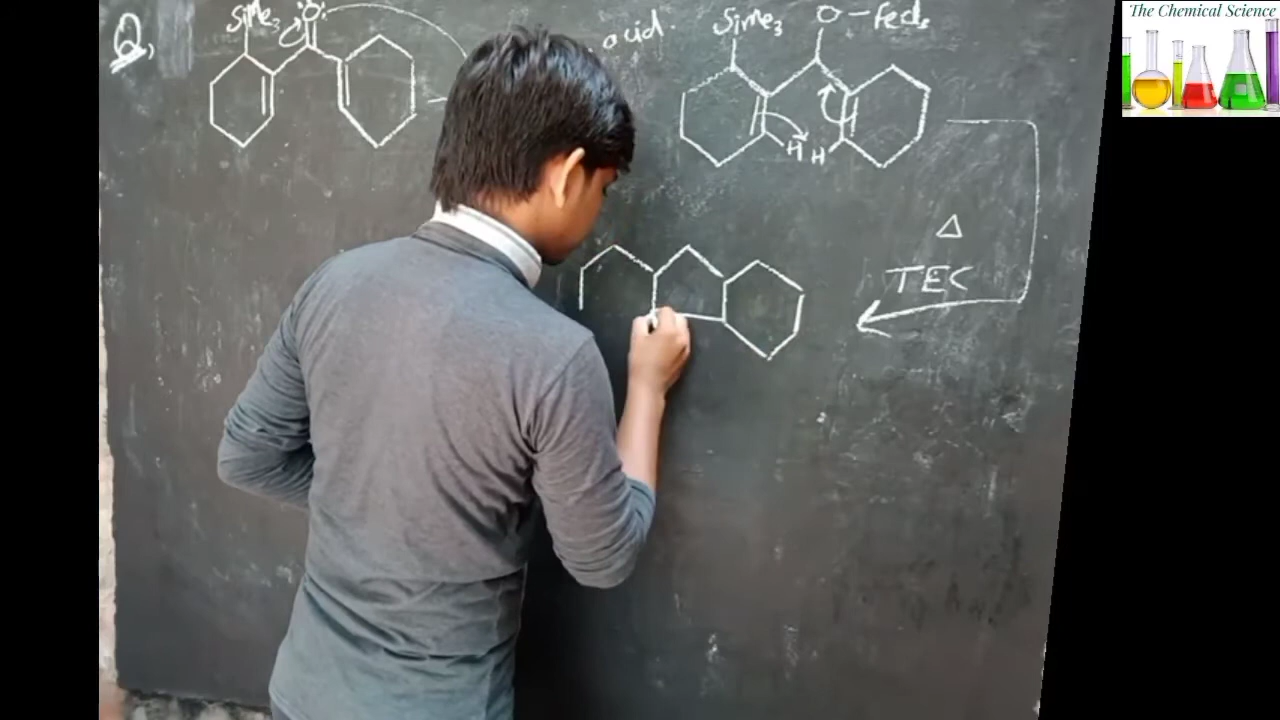 The Chemical Science
Q,
SiMe3
:O:
acid.
SiMe3
O-FeCl3
H
H
Δ
TEC